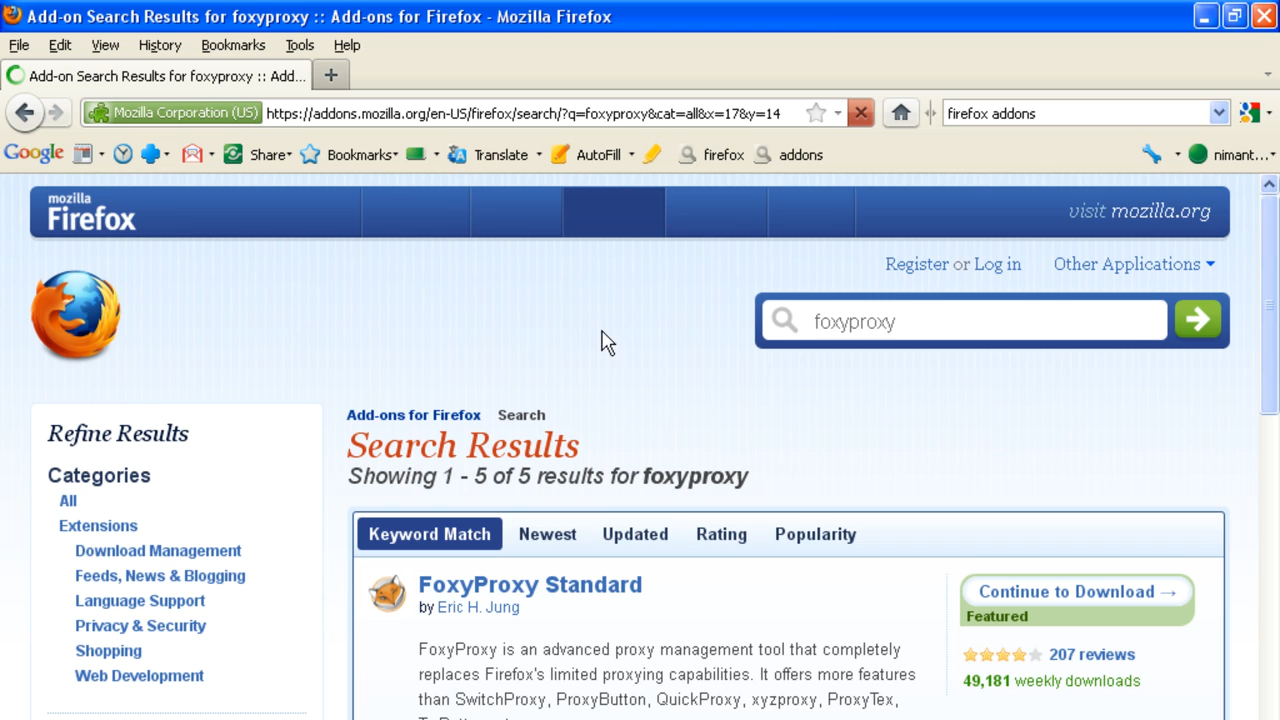 Add-on Search Results for foxyproxy :: Add-ons for Firefox - Mozilla Firefox
File Edit View History Bookmarks Tools Help
Add-on Search Results for foxyproxy :: Add...
Mozilla Corporation (US) https://addons.mozilla.org/en-US/firefox/search/?q=foxyproxy&cat=all&x=17&y=14 firefox addons
Google Share Bookmarks Translate AutoFill firefox addons nimant...
mozilla
Firefox
visit mozilla.org
Register or Log in Other Applications
foxyproxy
Add-ons for Firefox Search
Refine Results
Search Results
Showing 1 - 5 of 5 results for foxyproxy
Categories
All
Extensions
Download Management
Feeds, News & Blogging
Language Support
Privacy & Security
Shopping
Web Development
Keyword Match Newest Updated Rating Popularity
FoxyProxy Standard
by Eric H. Jung
Continue to Download →
Featured
207 reviews
49,181 weekly downloads
FoxyProxy is an advanced proxy management tool that completely
replaces Firefox's limited proxying capabilities. It offers more features
than SwitchProxy, ProxyButton, QuickProxy, xyzproxy, ProxyTex,